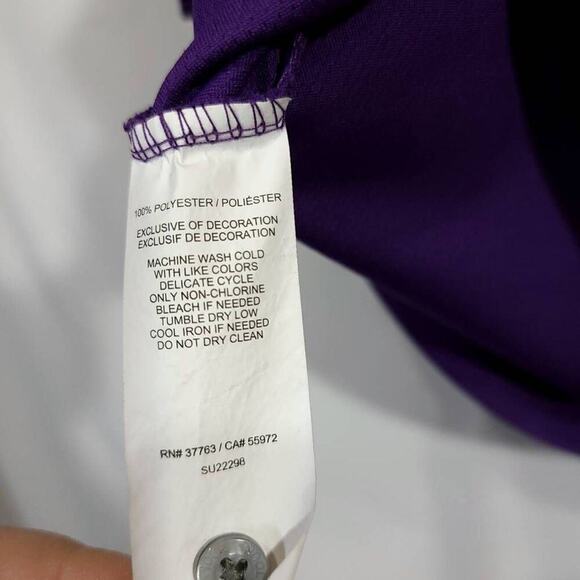 100% POLYESTER / POLIÉSTER
EXCLUSIVE OF DECORATION
EXCLUSIF DE DECORATION
MACHINE WASH COLD
WITH LIKE COLORS
DELICATE CYCLE
ONLY NON-CHLORINE
BLEACH IF NEEDED
TUMBLE DRY LOW
COOL IRON IF NEEDED
DO NOT DRY CLEAN
RN# 37763 / CA# 55972
SU22298